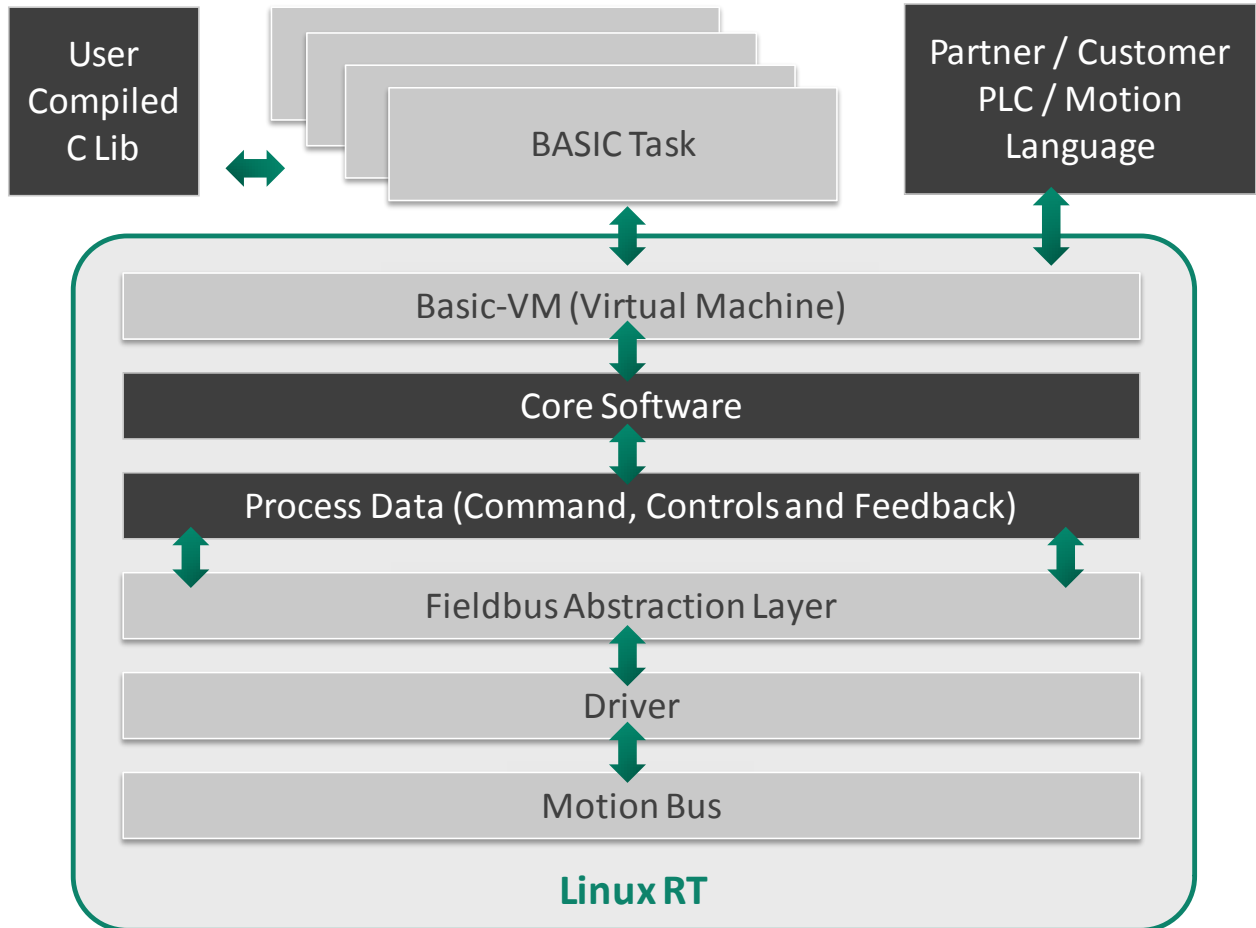 User
Compiled
C Lib
BASIC Task
Partner / Customer
PLC / Motion
Language
Basic-VM (Virtual Machine)
Core Software
Process Data (Command, Controls and Feedback)
Fieldbus Abstraction Layer
Driver
Motion Bus
Linux RT